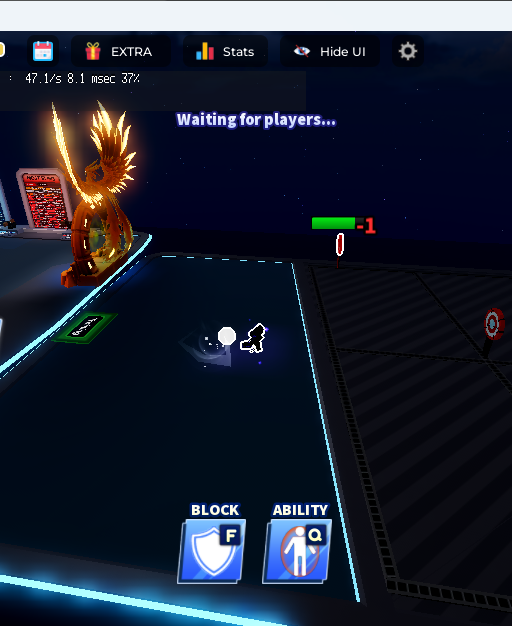 EXTRA
Stats
Hide UI
: 47.1/s 8.1 msec 37%
Waiting for players...
-1
BLOCK
ABILITY
F
Q